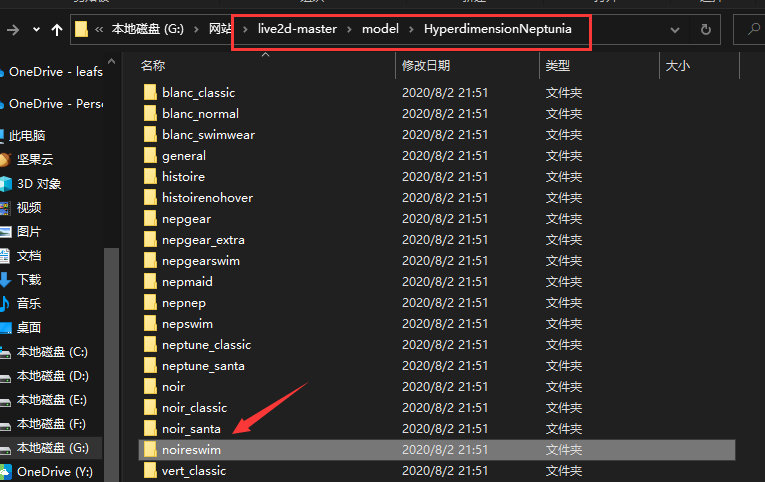 本地磁盘 (G:) 网站 live2d-master model HyperdimensionNeptunia
名称 修改日期 类型 大小
OneDrive - leafs
OneDrive - Perso
此电脑
坚果云
3D 对象
视频
图片
文档
下载
音乐
桌面
本地磁盘 (C:)
本地磁盘 (D:)
本地磁盘 (E:)
本地磁盘 (F:)
本地磁盘 (G:)
OneDrive (Y:)
blanc_classic 2020/8/2 21:51 文件夹
blanc_normal 2020/8/2 21:51 文件夹
blanc_swimwear 2020/8/2 21:51 文件夹
general 2020/8/2 21:51 文件夹
histoire 2020/8/2 21:51 文件夹
histoirenohover 2020/8/2 21:51 文件夹
nepgear 2020/8/2 21:51 文件夹
nepgear_extra 2020/8/2 21:51 文件夹
nepgearswim 2020/8/2 21:51 文件夹
nepmaid 2020/8/2 21:51 文件夹
nepnep 2020/8/2 21:51 文件夹
nepswim 2020/8/2 21:51 文件夹
neptune_classic 2020/8/2 21:51 文件夹
neptune_santa 2020/8/2 21:51 文件夹
noir 2020/8/2 21:51 文件夹
noir_classic 2020/8/2 21:51 文件夹
noir_santa 2020/8/2 21:51 文件夹
noireswim 2020/8/2 21:51 文件夹
vert_classic 2020/8/2 21:51 文件夹